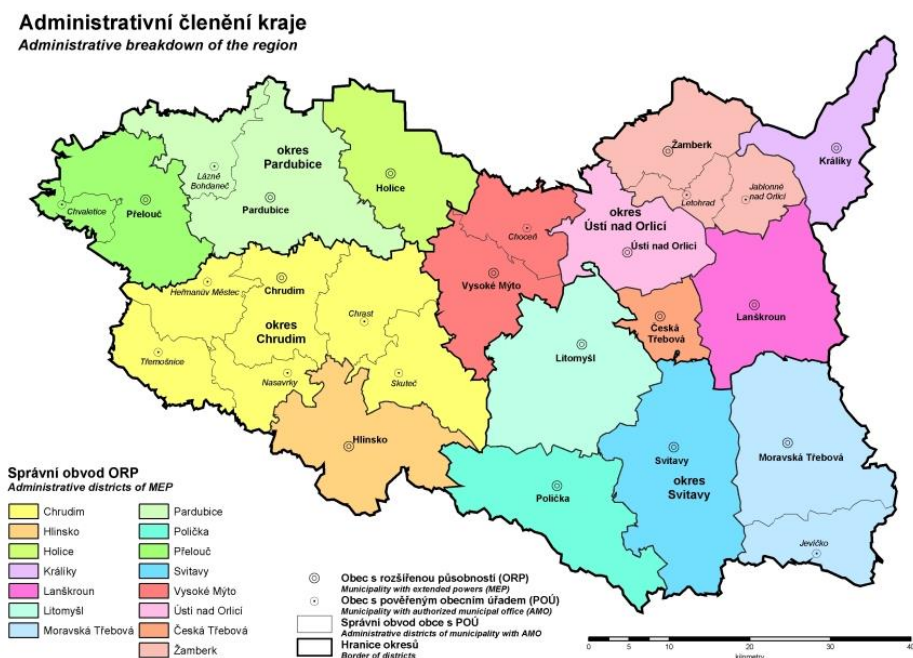 Administrativní členění kraje
Administrative breakdown of the region
okres
Pardubice
Lázně
Bohdaneč
Pardubice
Holice
Chvaletice
Přelouč
Žamberk
Králíky
Letohrad
Jablonné
nad Orlicí
okres
Ústí nad Orlicí
Ústí nad Orlicí
Choceň
Vysoké Mýto
Heřmanův Městec
Chrudim
okres
Chrudim
Chrast
Třemošnice
Nasavrky
Skuteč
Hlinsko
Lanškroun
Česká
Třebová
Litomyšl
Svitavy
okres
Svitavy
Moravská Třebová
Polička
Jevíčko
Správní obvod ORP
Administrative districts of MEP
Chrudim
Hlinsko
Holice
Králíky
Lanškroun
Litomyšl
Moravská Třebová
Pardubice
Polička
Přelouč
Svitavy
Vysoké Mýto
Ústí nad Orlicí
Česká Třebová
Žamberk
Obec s rozšířenou působností (ORP)
Municipality with extended powers (MEP)
Obec s pověřeným obecním úřadem (POÚ)
Municipality with authorized municipal office (AMO)
Správní obvod obce s POÚ
Administrative districts of municipality with AMO
Hranice okresů
Border of districts
0 5 10 20 30 40
kilometry